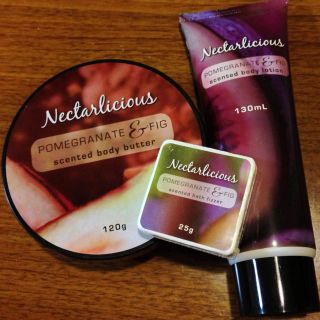 Nectarlicious
POMEGRANATE & FIG
scented body butter
120g
Nectarlicious
POMEGRANATE & FIG
scented bath fizzer
25g
Nectarlicious
POMEGRANATE & FIG
scented body lotion
130mL